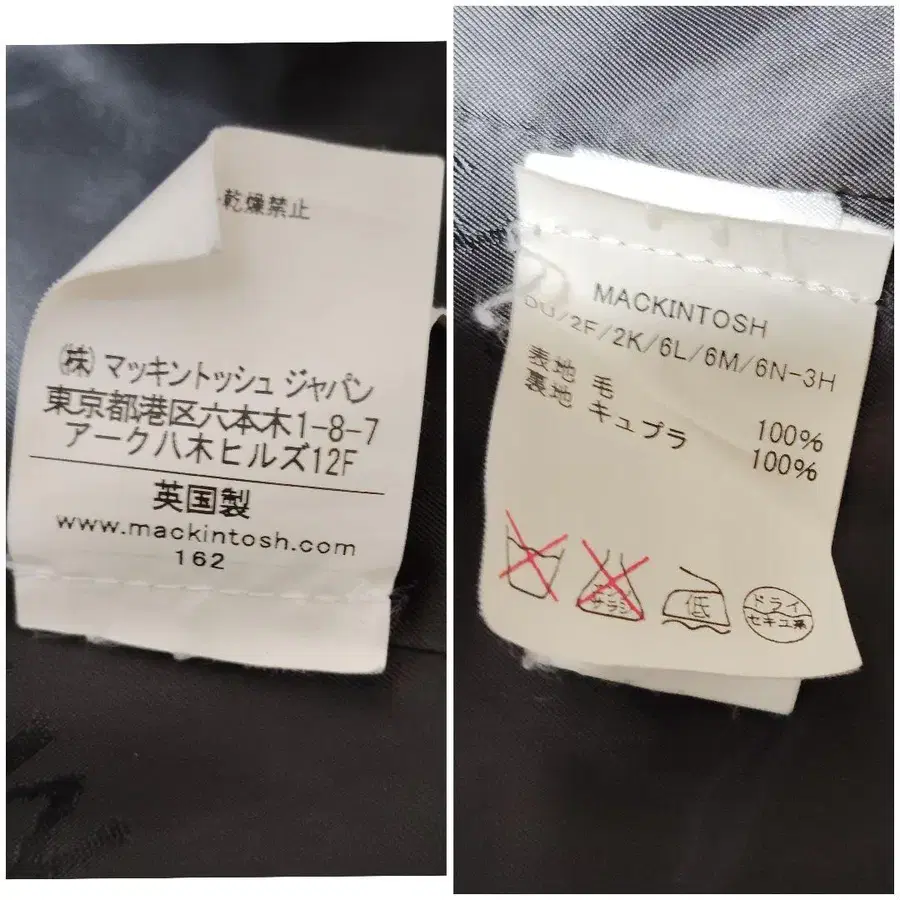 乾燥禁止
㈱ マッキントッシュ ジャパン
東京都港区六本木1-8-7
アーク八木ヒルズ12F
英国製
www.mackintosh.com
162
MACKINTOSH
/2F/2K/6L/6M/6N-3H
表地 毛 100%
裏地 キュプラ 100%
低
ドライ
セキユ系